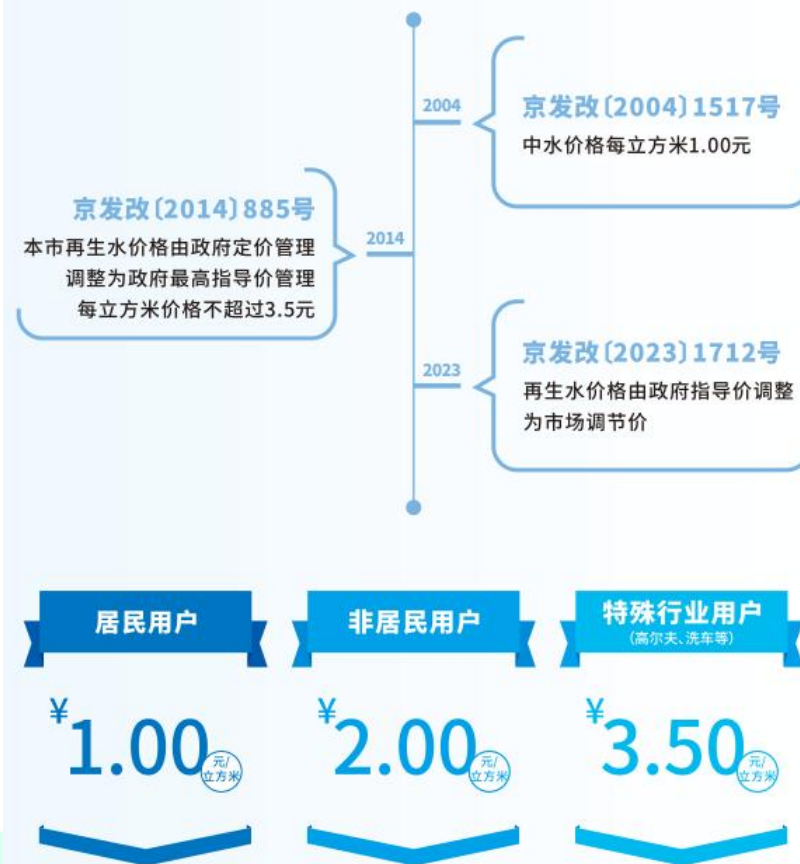 2004
京发改〔2004〕1517号
中水价格每立方米1.00元
2014
京发改〔2014〕885号
本市再生水价格由政府定价管理
调整为政府最高指导价管理
每立方米价格不超过3.5元
2023
京发改〔2023〕1712号
再生水价格由政府指导价调整
为市场调节价
居民用户
¥1.00元/
立方米
非居民用户
¥2.00元/
立方米
特殊行业用户
(高尔夫、洗车等)
¥3.50元/
立方米